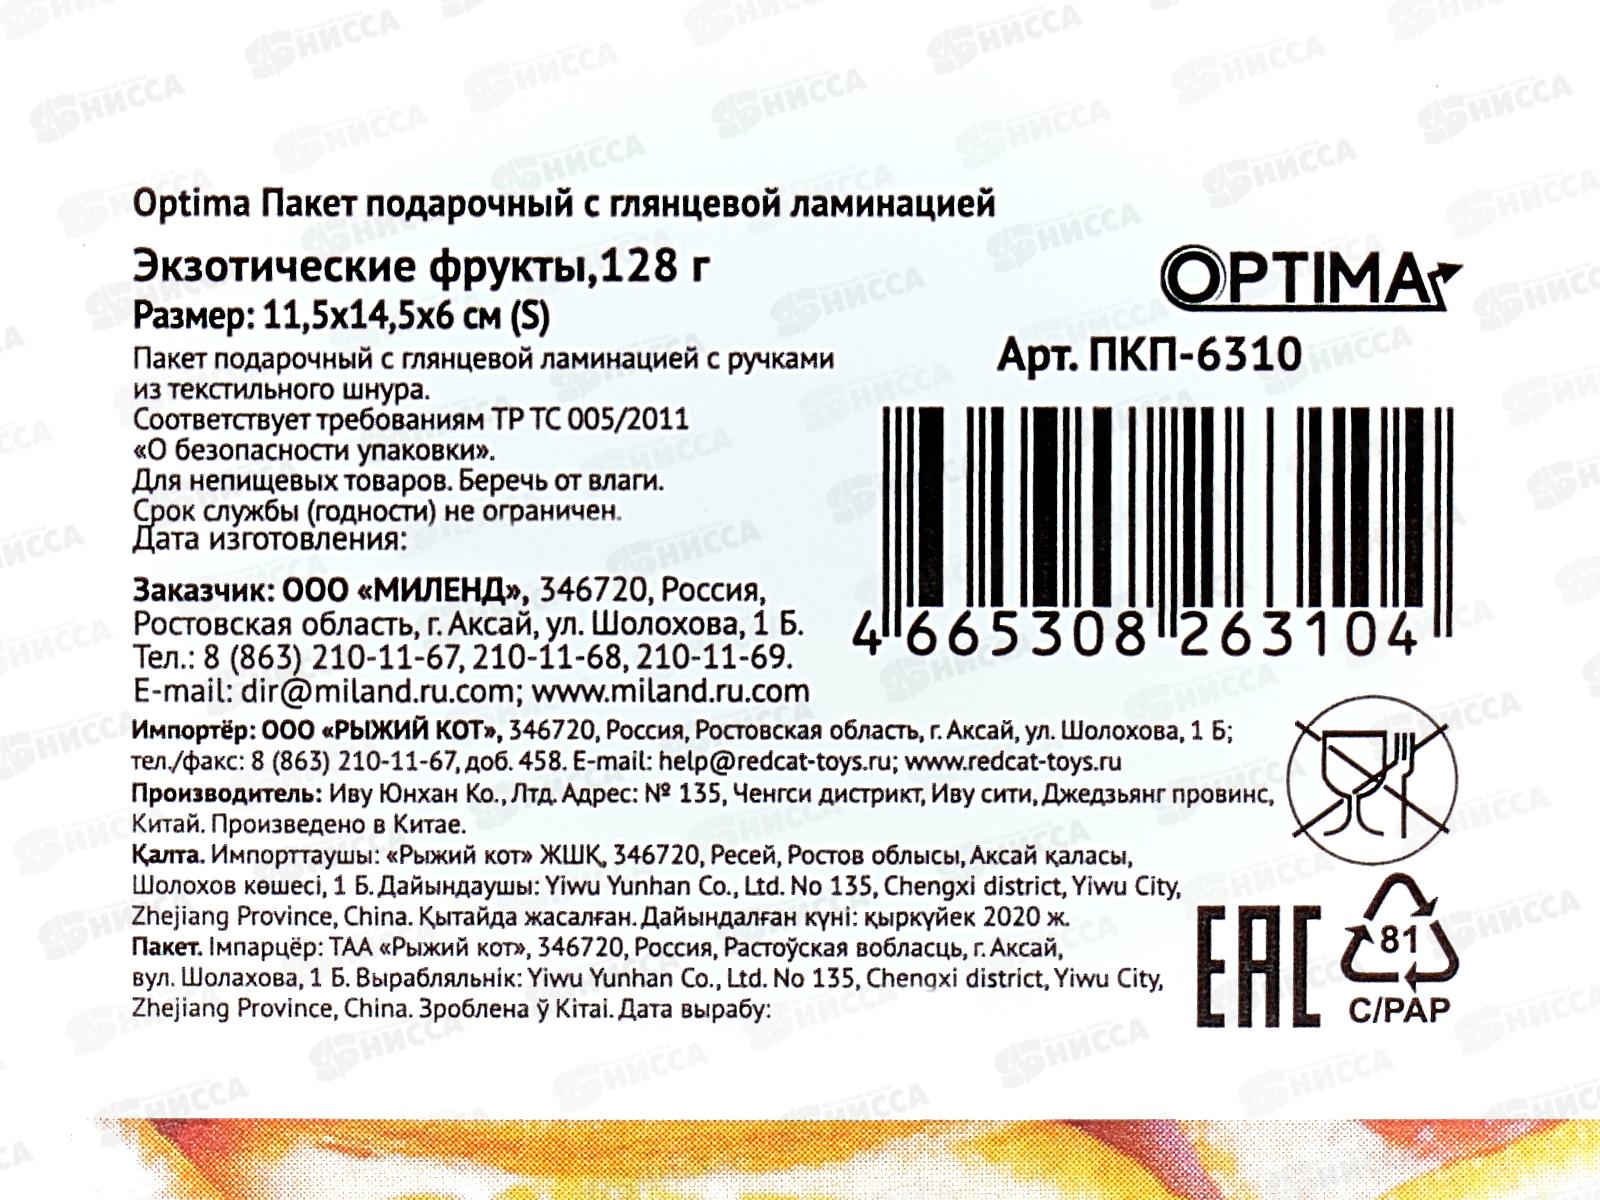 Optima Пакет подарочный с глянцевой ламинацией
Экзотические фрукты,128 г
Размер: 11,5х14,5х6 см (S)
Пакет подарочный с глянцевой ламинацией с ручками
из текстильного шнура.
Соответствует требованиям ТР ТС 005/2011
«О безопасности упаковки».
Для непищевых товаров. Беречь от влаги.
Срок службы (годности) не ограничен.
Дата изготовления:
OPTIMA
Арт. ПКП-6310
4 665308 263104
Заказчик: ООО «МИЛЕНД», 346720, Россия,
Ростовская область, г. Аксай, ул. Шолохова, 1 Б.
Тел.: 8 (863) 210-11-67, 210-11-68, 210-11-69.
E-mail: dir@miland.ru.com; www.miland.ru.com
Импортёр: ООО «РЫЖИЙ КОТ», 346720, Россия, Ростовская область, г. Аксай, ул. Шолохова, 1 Б;
тел./факс: 8 (863) 210-11-67, доб. 458. E-mail: help@redcat-toys.ru; www.redcat-toys.ru
Производитель: Иву Юнхан Ко., Лтд. Адрес: № 135, Ченгси дистрикт, Иву сити, Джедзьянг провинс,
Китай. Произведено в Китае.
Қалта. Импорттаушы: «Рыжий кот» ЖШҚ, 346720, Ресей, Ростов облысы, Аксай қаласы,
Шолохов көшесі, 1 Б. Дайындаушы: Yiwu Yunhan Co., Ltd. No 135, Chengxi district, Yiwu City,
Zhejiang Province, China. Қытайда жасалған. Дайындалған күні: қыркүйек 2020 ж.
Пакет. Імпарцёр: ТАА «Рыжий кот», 346720, Россия, Растоўская вобласць, г. Аксай,
вул. Шолахова, 1 Б. Вырабляльнік: Yiwu Yunhan Co., Ltd. No 135, Chengxi district, Yiwu City,
Zhejiang Province, China. Зроблена ў Кітаі. Дата вырабу:
EAC
81
C/PAP
НИССА